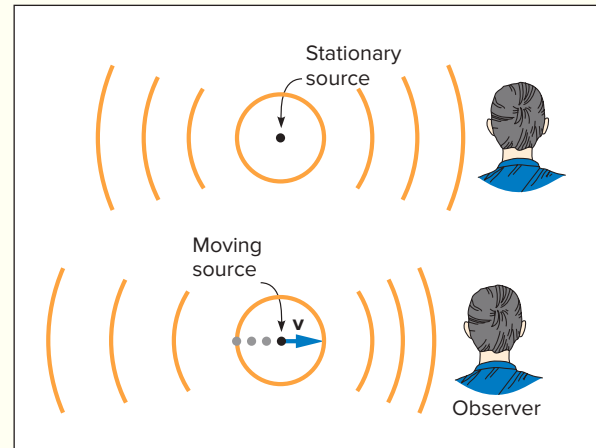 Stationary
source
Moving
source
v
Observer